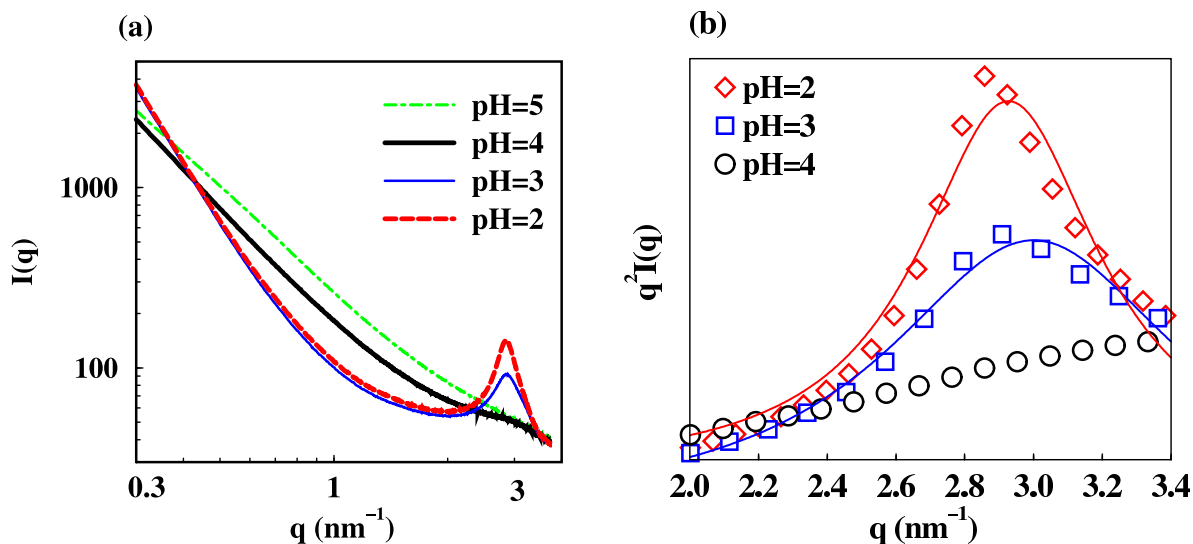 (a)
pH=5
pH=4
pH=3
pH=2
1000
100
I(q)
0.3 1 3
q (nm⁻¹)
(b)
pH=2
pH=3
pH=4
q²I(q)
2.0 2.2 2.4 2.6 2.8 3.0 3.2 3.4
q (nm⁻¹)